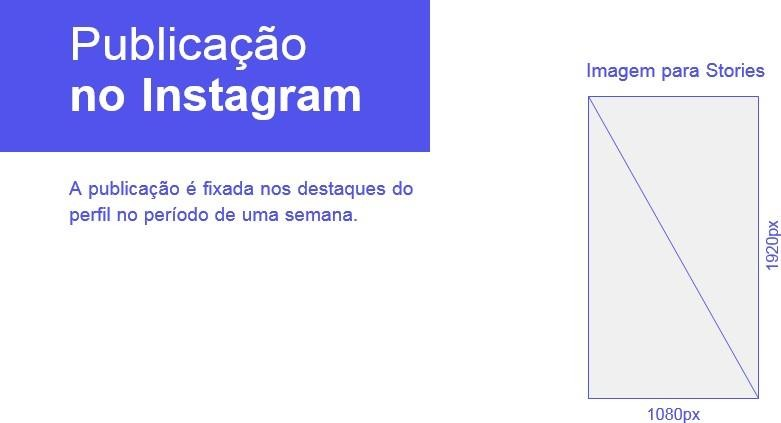 Publicação
no Instagram
A publicação é fixada nos destaques do
perfil no período de uma semana.
Imagem para Stories
1920px
1080px